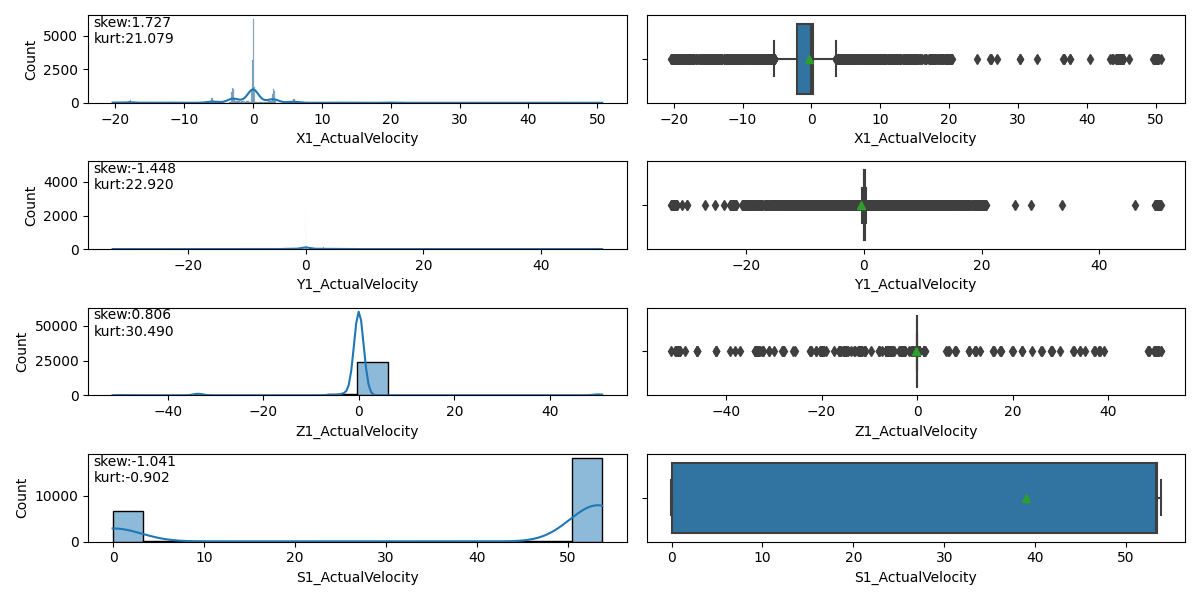 skew:1.727
kurt:21.079
Count
5000
2500
0
−20 −10 0 10 20 30 40 50
X1_ActualVelocity
−20 −10 0 10 20 30 40 50
X1_ActualVelocity
skew:-1.448
kurt:22.920
Count
4000
2000
0
−20 0 20 40
Y1_ActualVelocity
−20 0 20 40
Y1_ActualVelocity
skew:0.806
kurt:30.490
Count
50000
25000
0
−40 −20 0 20 40
Z1_ActualVelocity
−40 −20 0 20 40
Z1_ActualVelocity
skew:-1.041
kurt:-0.902
Count
10000
0
0 10 20 30 40 50
S1_ActualVelocity
0 10 20 30 40 50
S1_ActualVelocity